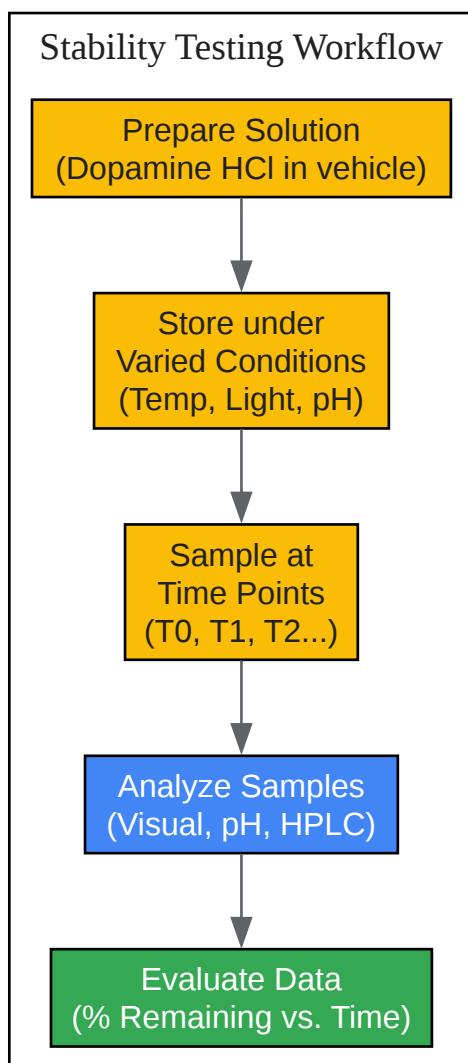 Stability Testing Workflow
Prepare Solution
(Dopamine HCl in vehicle)
Store under
Varied Conditions
(Temp, Light, pH)
Sample at
Time Points
(T0, T1, T2...)
Analyze Samples
(Visual, pH, HPLC)
Evaluate Data
(% Remaining vs. Time)